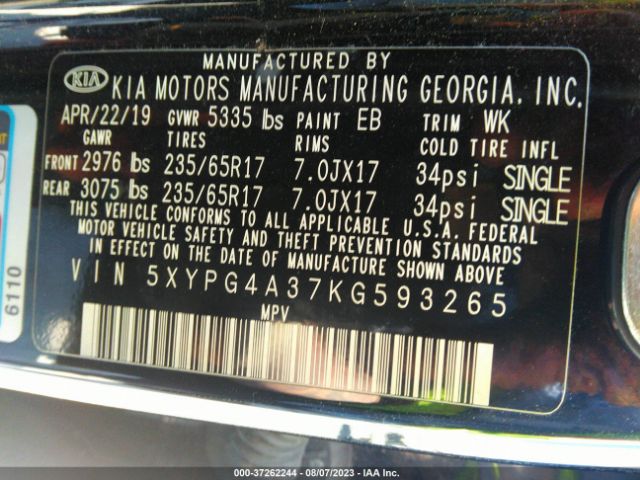 MANUFACTURED BY
KIA KIA MOTORS MANUFACTURING GEORGIA, INC.
APR/22/19 GVWR 5335 lbs PAINT EB TRIM WK
GAWR TIRES RIMS COLD TIRE INFL
FRONT 2976 lbs 235/65R17 7.0JX17 34psi SINGLE
REAR 3075 lbs 235/65R17 7.0JX17 34psi SINGLE
THIS VEHICLE CONFORMS TO ALL APPLICABLE U.S.A. FEDERAL
MOTOR VEHICLE SAFETY AND THEFT PREVENTION STANDARDS
IN EFFECT ON THE DATE OF MANUFACTURE SHOWN ABOVE
VIN 5XYPG4A37KG593265
MPV
6110
000-37262244 - 08/07/2023 - IAA Inc.